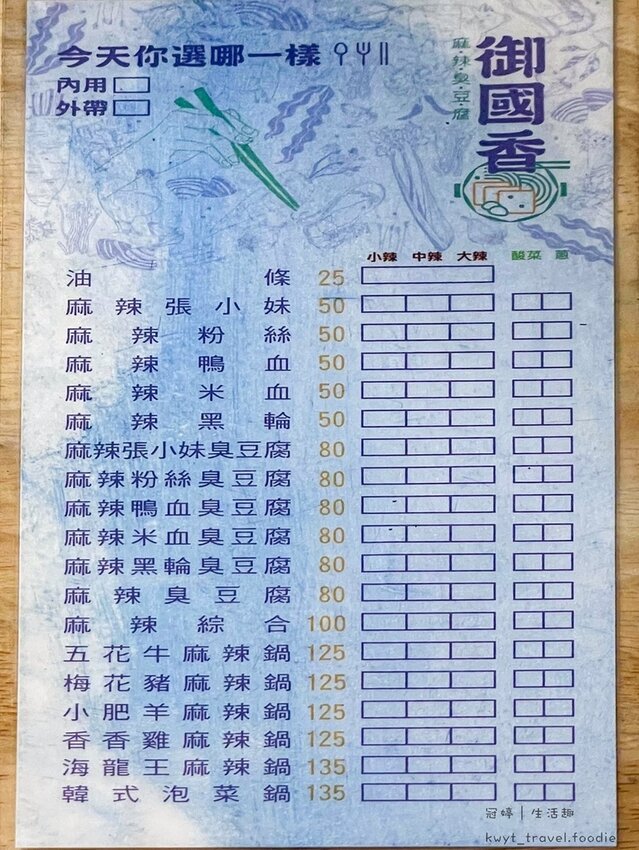 今天你選哪一樣
內用
外帶
麻·辣·臭·豆·腐
御國香
小辣 中辣 大辣 酸菜 蔥
油條 25
麻辣張小妹 50
麻辣粉絲 50
麻辣鴨血 50
麻辣米血 50
麻辣黑輪 50
麻辣張小妹臭豆腐 80
麻辣粉絲臭豆腐 80
麻辣鴨血臭豆腐 80
麻辣米血臭豆腐 80
麻辣黑輪臭豆腐 80
麻辣臭豆腐 80
麻辣綜合 100
五花牛麻辣鍋 125
梅花豬麻辣鍋 125
小肥羊麻辣鍋 125
香香雞麻辣鍋 125
海龍王麻辣鍋 135
韓式泡菜鍋 135
冠婷｜生活趣
kwyt_travel.foodie